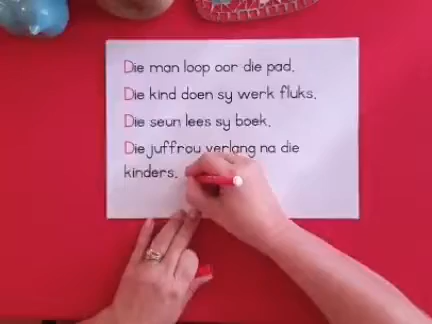 Die man loop oor die pad.
Die kind doen sy werk fluks.
Die seun lees sy boek.
Die juffrou verlang na die
kinders.